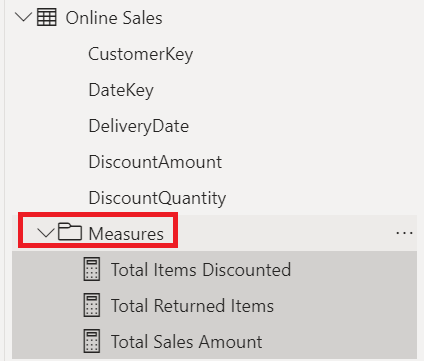 Online Sales
CustomerKey
DateKey
DeliveryDate
DiscountAmount
DiscountQuantity
Measures
Total Items Discounted
Total Returned Items
Total Sales Amount